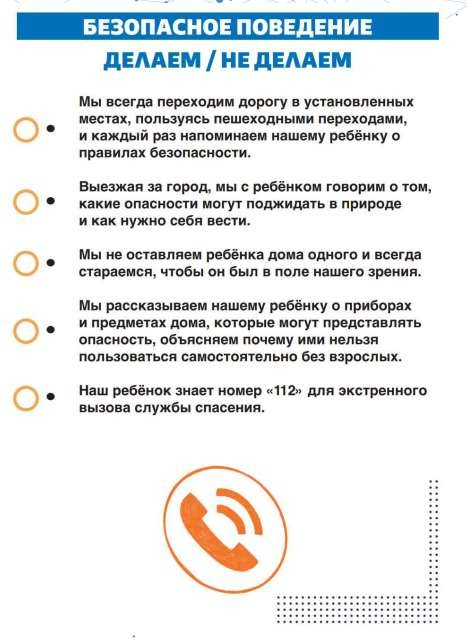 БЕЗОПАСНОЕ ПОВЕДЕНИЕ
ДЕЛАЕМ / НЕ ДЕЛАЕМ
• Мы всегда переходим дорогу в установленных
местах, пользуясь пешеходными переходами,
и каждый раз напоминаем нашему ребёнку о
правилах безопасности.
• Выезжая за город, мы с ребёнком говорим о том,
какие опасности могут поджидать в природе
и как нужно себя вести.
• Мы не оставляем ребёнка дома одного и всегда
стараемся, чтобы он был в поле нашего зрения.
• Мы рассказываем нашему ребёнку о приборах
и предметах дома, которые могут представлять
опасность, объясняем почему ими нельзя
пользоваться самостоятельно без взрослых.
• Наш ребёнок знает номер «112» для экстренного
вызова службы спасения.